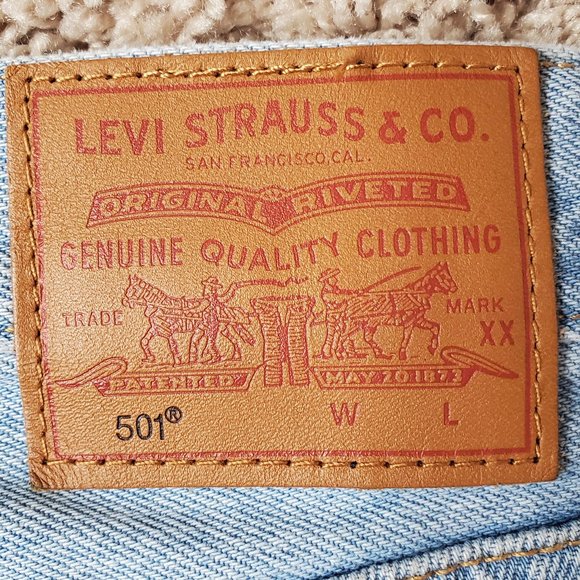 LEVI STRAUSS & CO.
SAN FRANCISCO, CAL.
ORIGINAL RIVETED
GENUINE QUALITY CLOTHING
TRADE MARK
XX
PATENTED MAY 20 1873
501® W L